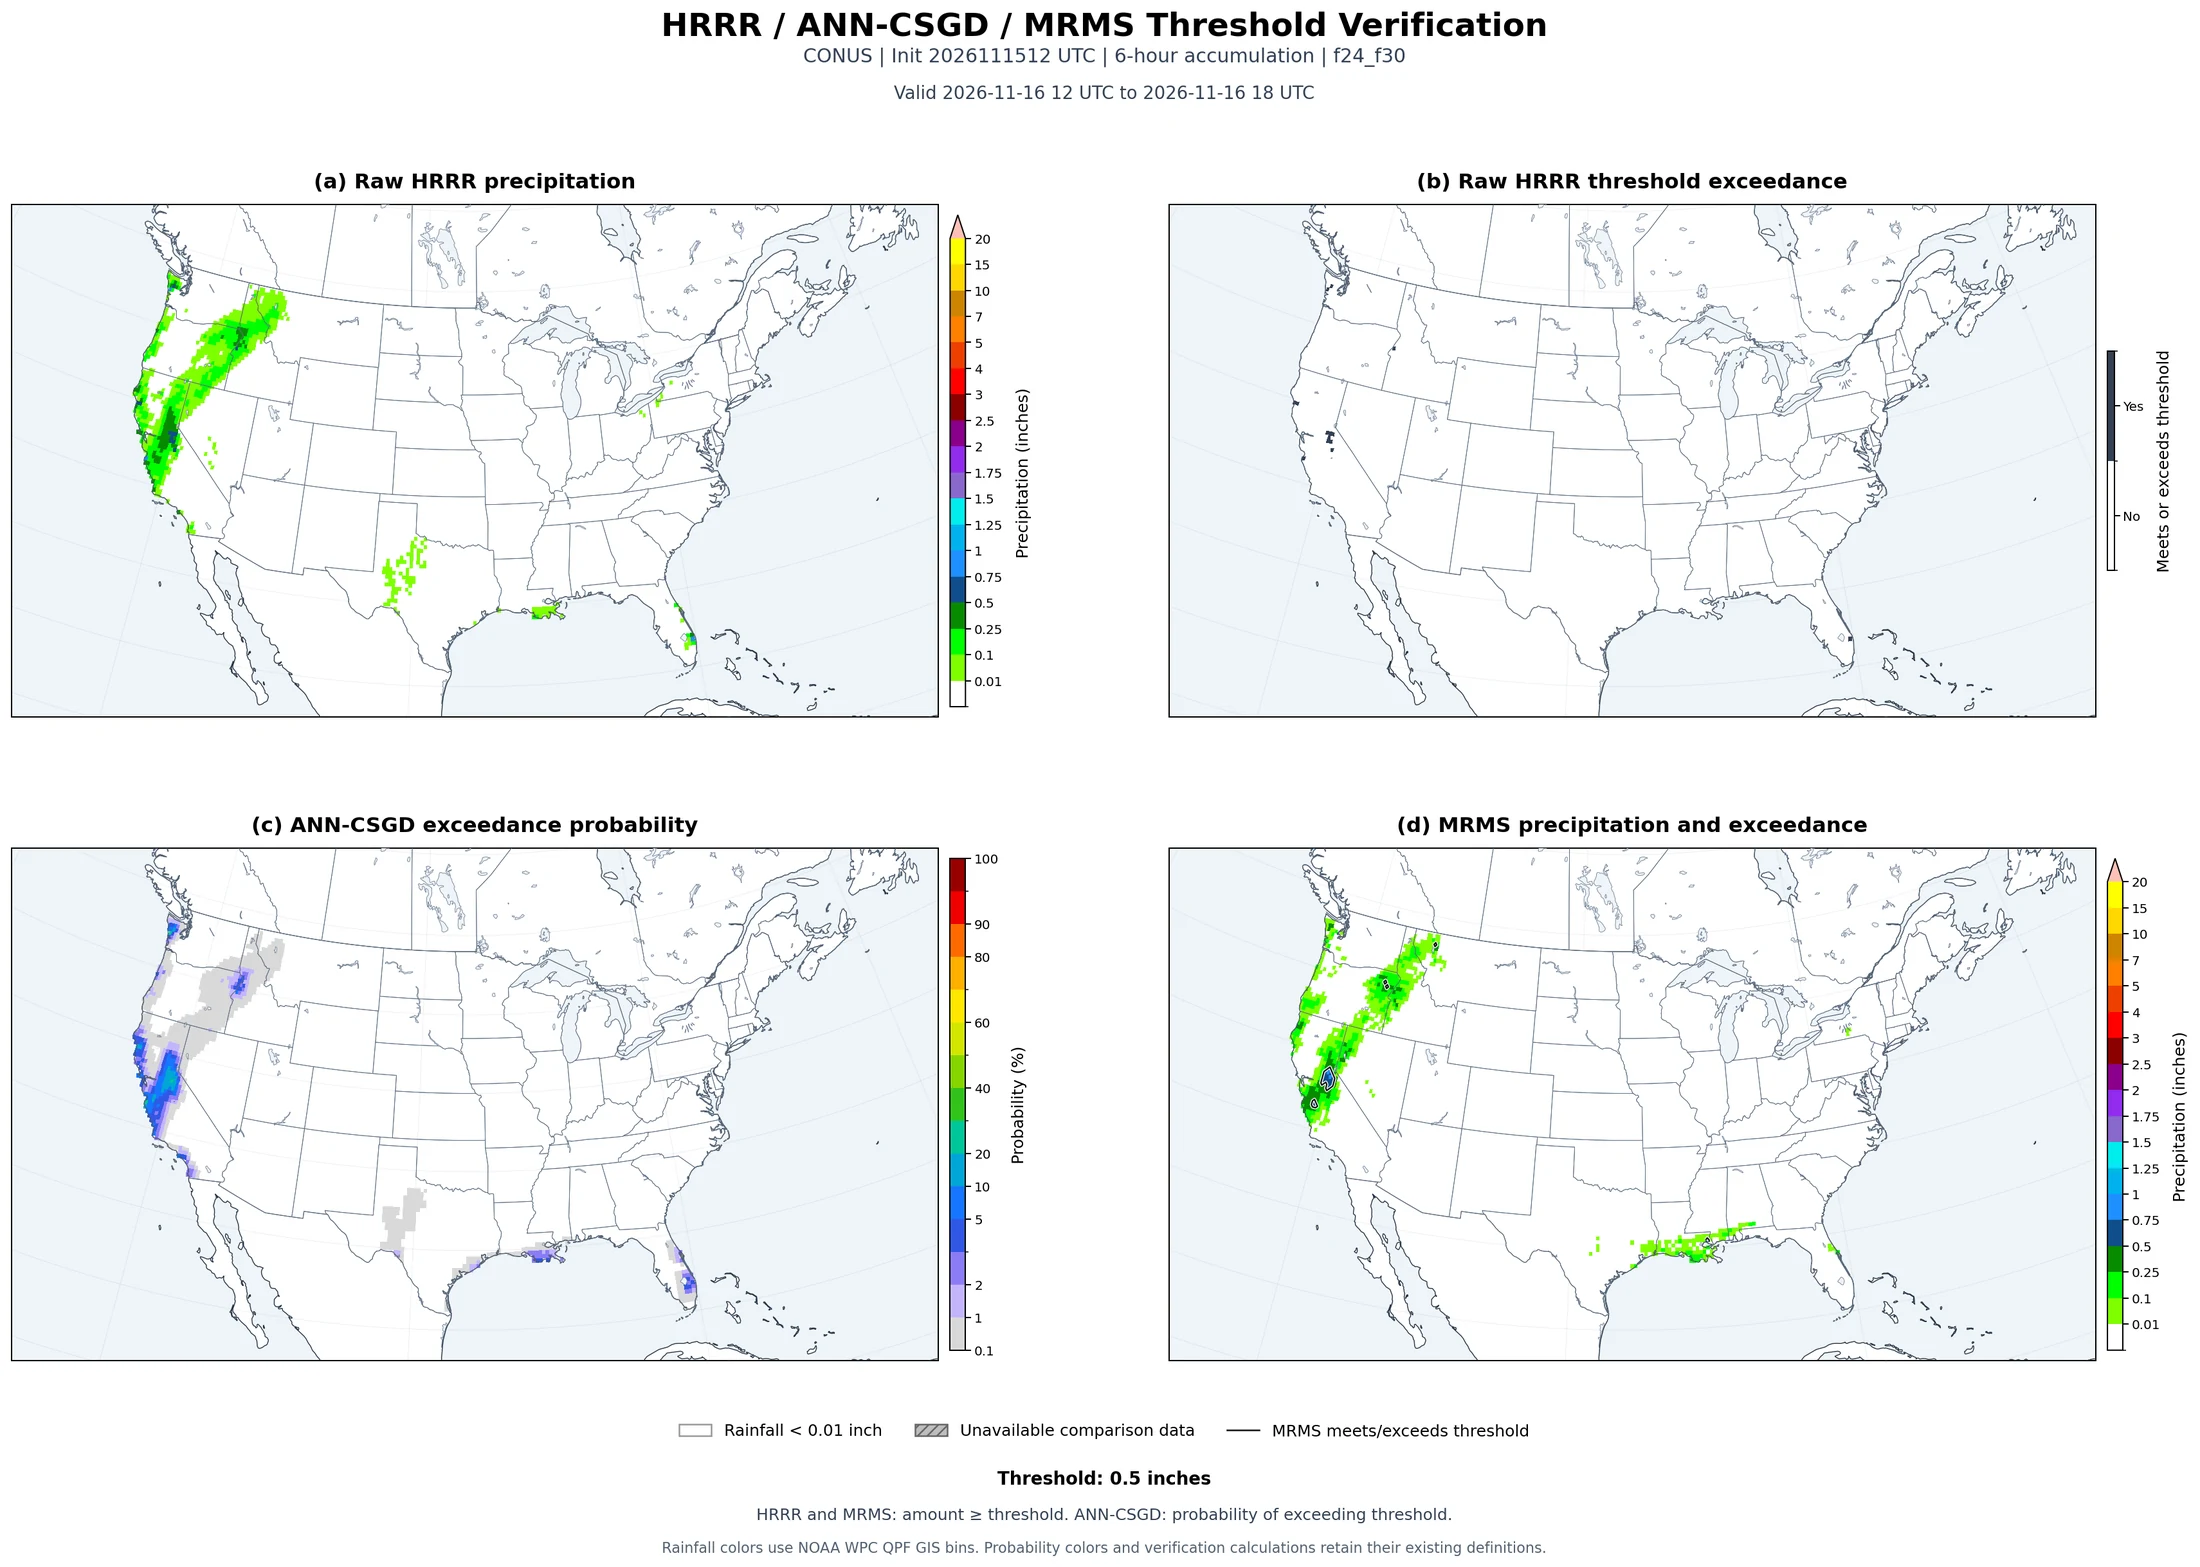 HRRR / ANN-CSGD / MRMS Threshold Verification
CONUS | Init 2026111512 UTC | 6-hour accumulation | f24_f30
Valid 2026-11-16 12 UTC to 2026-11-16 18 UTC
(a) Raw HRRR precipitation
20
15
10
7
5
4
3
2.5
2
1.75
1.5
1.25
1
0.75
0.5
0.25
0.1
0.01
Precipitation (inches)
(b) Raw HRRR threshold exceedance
Yes
No
Meets or exceeds threshold
(c) ANN-CSGD exceedance probability
100
90
80
60
40
20
10
5
2
1
0.1
Probability (%)
(d) MRMS precipitation and exceedance
20
15
10
7
5
4
3
2.5
2
1.75
1.5
1.25
1
0.75
0.5
0.25
0.1
0.01
Precipitation (inches)
Rainfall < 0.01 inch
Unavailable comparison data
MRMS meets/exceeds threshold
Threshold: 0.5 inches
HRRR and MRMS: amount ≥ threshold. ANN-CSGD: probability of exceeding threshold.
Rainfall colors use NOAA WPC QPF GIS bins. Probability colors and verification calculations retain their existing definitions.